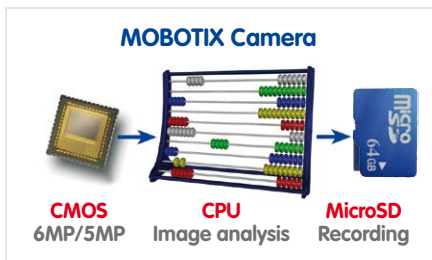 MOBOTIX Camera
micro
SD
64GB
CMOS
CPU
MicroSD
6MP/5MP
Image analysis
Recording